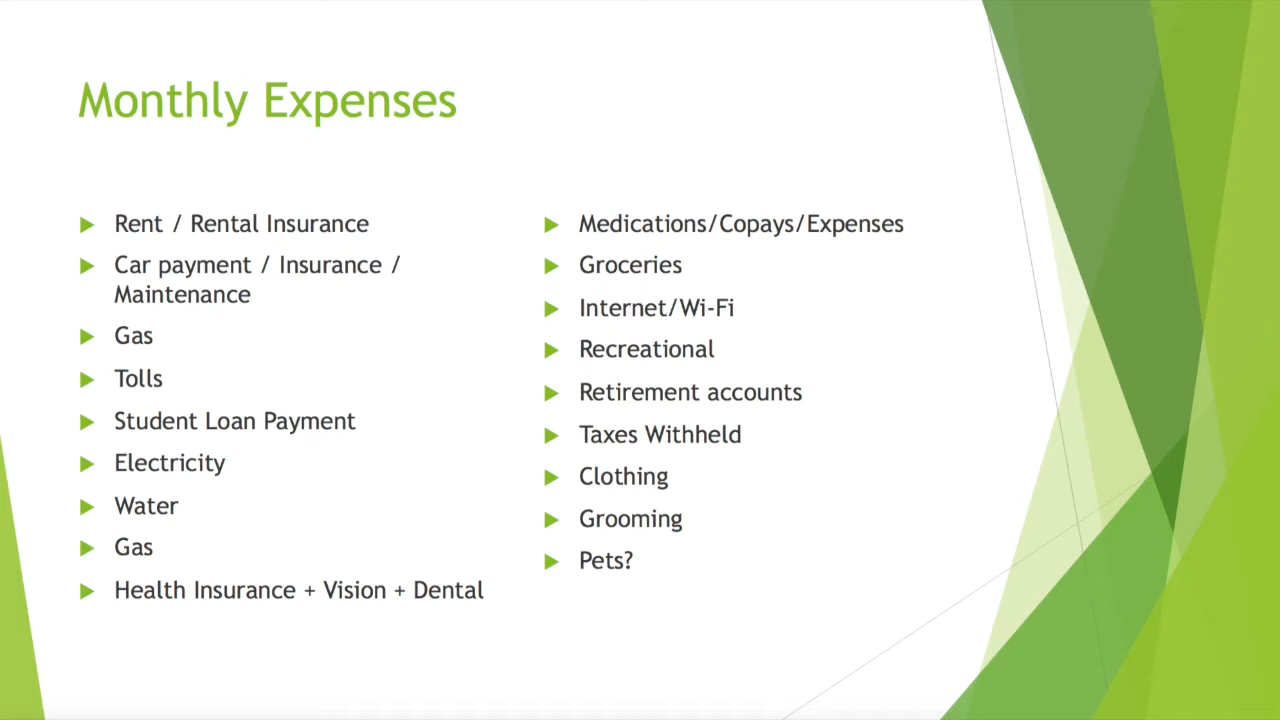 Monthly Expenses
Rent / Rental Insurance
Car payment / Insurance /
Maintenance
Gas
Tolls
Student Loan Payment
Electricity
Water
Gas
Health Insurance + Vision + Dental
Medications/Copays/Expenses
Groceries
Internet/Wi-Fi
Recreational
Retirement accounts
Taxes Withheld
Clothing
Grooming
Pets?